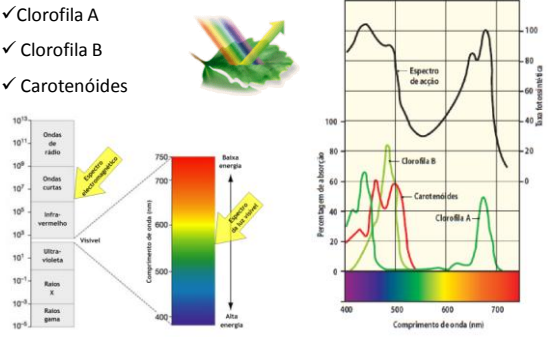 ✓Clorofila A
✓ Clorofila B
✓ Carotenóides
10¹³
10¹¹
10⁹
10⁷
10⁵
10³
10¹
10⁻¹
10⁻³
10⁻⁵
Ondas
de
rádio
Ondas
curtas
Infra-
vermelho
Ultra-
violeta
Raios
X
Raios
gama
Espectro
electromagnético
Visível
Comprimento de onda (nm)
750
600
500
400
Baixa
energia
Espectro
da luz visível
Alta
energia
Espectro
de acção
100
80
60
40
20
0
Taxa fotossintética
Percentagem de absorção
100
80
60
40
20
0
Clorofila B
Carotenóides
Clorofila A
400
500
600
700
Comprimento de onda (nm)